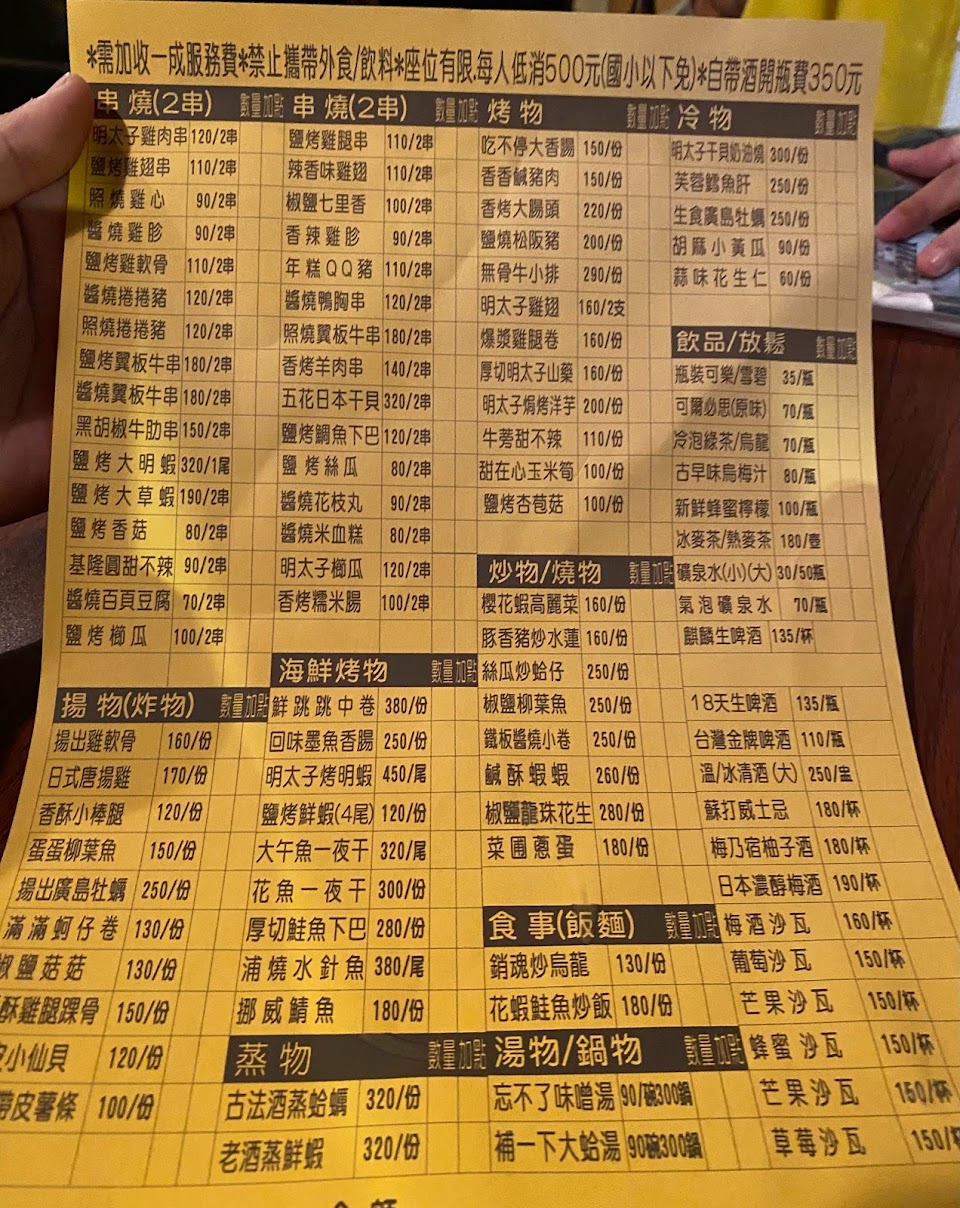 *需加收一成服務費*禁止攜帶外食/飲料*座位有限.每人低消500元(國小以下免)*自帶酒開瓶費350元
串燒(2串) 數量 加點
明太子雞肉串 120/2串
鹽烤雞翅串 110/2串
照燒雞心 90/2串
醬燒雞胗 90/2串
鹽烤雞軟骨 110/2串
醬燒捲捲豬 120/2串
照燒捲捲豬 120/2串
鹽烤翼板牛串 180/2串
醬燒翼板牛串 180/2串
黑胡椒牛肋串 150/2串
鹽烤大明蝦 320/1尾
鹽烤大草蝦 190/2串
鹽烤香菇 80/2串
基隆圓甜不辣 90/2串
醬燒百頁豆腐 70/2串
鹽烤櫛瓜 100/2串
揚物(炸物) 數量 加點
揚出雞軟骨 160/份
日式唐揚雞 170/份
香酥小棒腿 120/份
蛋蛋柳葉魚 150/份
揚出廣島牡蠣 250/份
滿滿蚵仔卷 130/份
椒鹽菇菇 130/份
酥雞腿踝骨 150/份
小仙貝 120/份
帶皮薯條 100/份
串燒(2串) 數量 加點
鹽烤雞腿串 110/2串
辣香味雞翅 110/2串
椒鹽七里香 100/2串
香辣雞胗 90/2串
年糕QQ豬 110/2串
醬燒鴨胸串 120/2串
照燒翼板牛串 180/2串
香烤羊肉串 140/2串
五花日本干貝 320/2串
鹽烤鯛魚下巴 120/2串
鹽烤絲瓜 80/2串
醬燒花枝丸 90/2串
醬燒米血糕 80/2串
明太子櫛瓜 120/2串
香烤糯米腸 100/2串
海鮮烤物 數量 加點
鮮跳跳中卷 380/份
回味墨魚香腸 250/份
明太子烤明蝦 450/尾
鹽烤鮮蝦(4尾) 120/份
大午魚一夜干 320/尾
花魚一夜干 300/份
厚切鮭魚下巴 280/份
浦燒水針魚 380/尾
挪威鯖魚 180/份
蒸物 數量 加點
古法酒蒸蛤蠣 320/份
老酒蒸鮮蝦 320/份
烤物 數量 加點
吃不停大香腸 150/份
香香鹹豬肉 150/份
香烤大腸頭 220/份
鹽燒松阪豬 200/份
無骨牛小排 290/份
明太子雞翅 160/2支
爆漿雞腿卷 160/份
厚切明太子山藥 160/份
明太子焗烤洋芋 200/份
牛蒡甜不辣 110/份
甜在心玉米筍 100/份
鹽烤杏苞菇 100/份
炒物/燒物 數量 加點
櫻花蝦高麗菜 160/份
豚香豬炒水蓮 160/份
絲瓜炒蛤仔 250/份
椒鹽柳葉魚 250/份
鐵板醬燒小卷 250/份
鹹酥蝦蝦 260/份
椒鹽龍珠花生 280/份
菜圃蔥蛋 180/份
食事(飯麵) 數量 加點
銷魂炒烏龍 130/份
花蝦鮭魚炒飯 180/份
湯物/鍋物 數量 加點
忘不了味噌湯 90/碗300鍋
補一下大蛤湯 90碗300鍋
冷物 數量 加點
明太子干貝奶油燒 300/份
芙蓉鱈魚肝 250/份
生食廣島牡蠣 250/份
胡麻小黃瓜 90/份
蒜味花生仁 60/份
飲品/放鬆 數量 加點
瓶裝可樂/雪碧 35/瓶
可爾必思(原味) 70/瓶
冷泡綠茶/烏龍 70/瓶
古早味烏梅汁 80/瓶
新鮮蜂蜜檸檬 100/瓶
冰麥茶/熱麥茶 180/壺
礦泉水(小)(大) 30/50瓶
氣泡礦泉水 70/瓶
麒麟生啤酒 135/杯
18天生啤酒 135/瓶
台灣金牌啤酒 110/瓶
溫/冰清酒(大) 250/盅
蘇打威士忌 180/杯
梅乃宿柚子酒 180/杯
日本濃醇梅酒 190/杯
梅酒沙瓦 160/杯
葡萄沙瓦 150/杯
芒果沙瓦 150/杯
蜂蜜沙瓦 150/杯
芒果沙瓦 150/杯
草莓沙瓦 150/